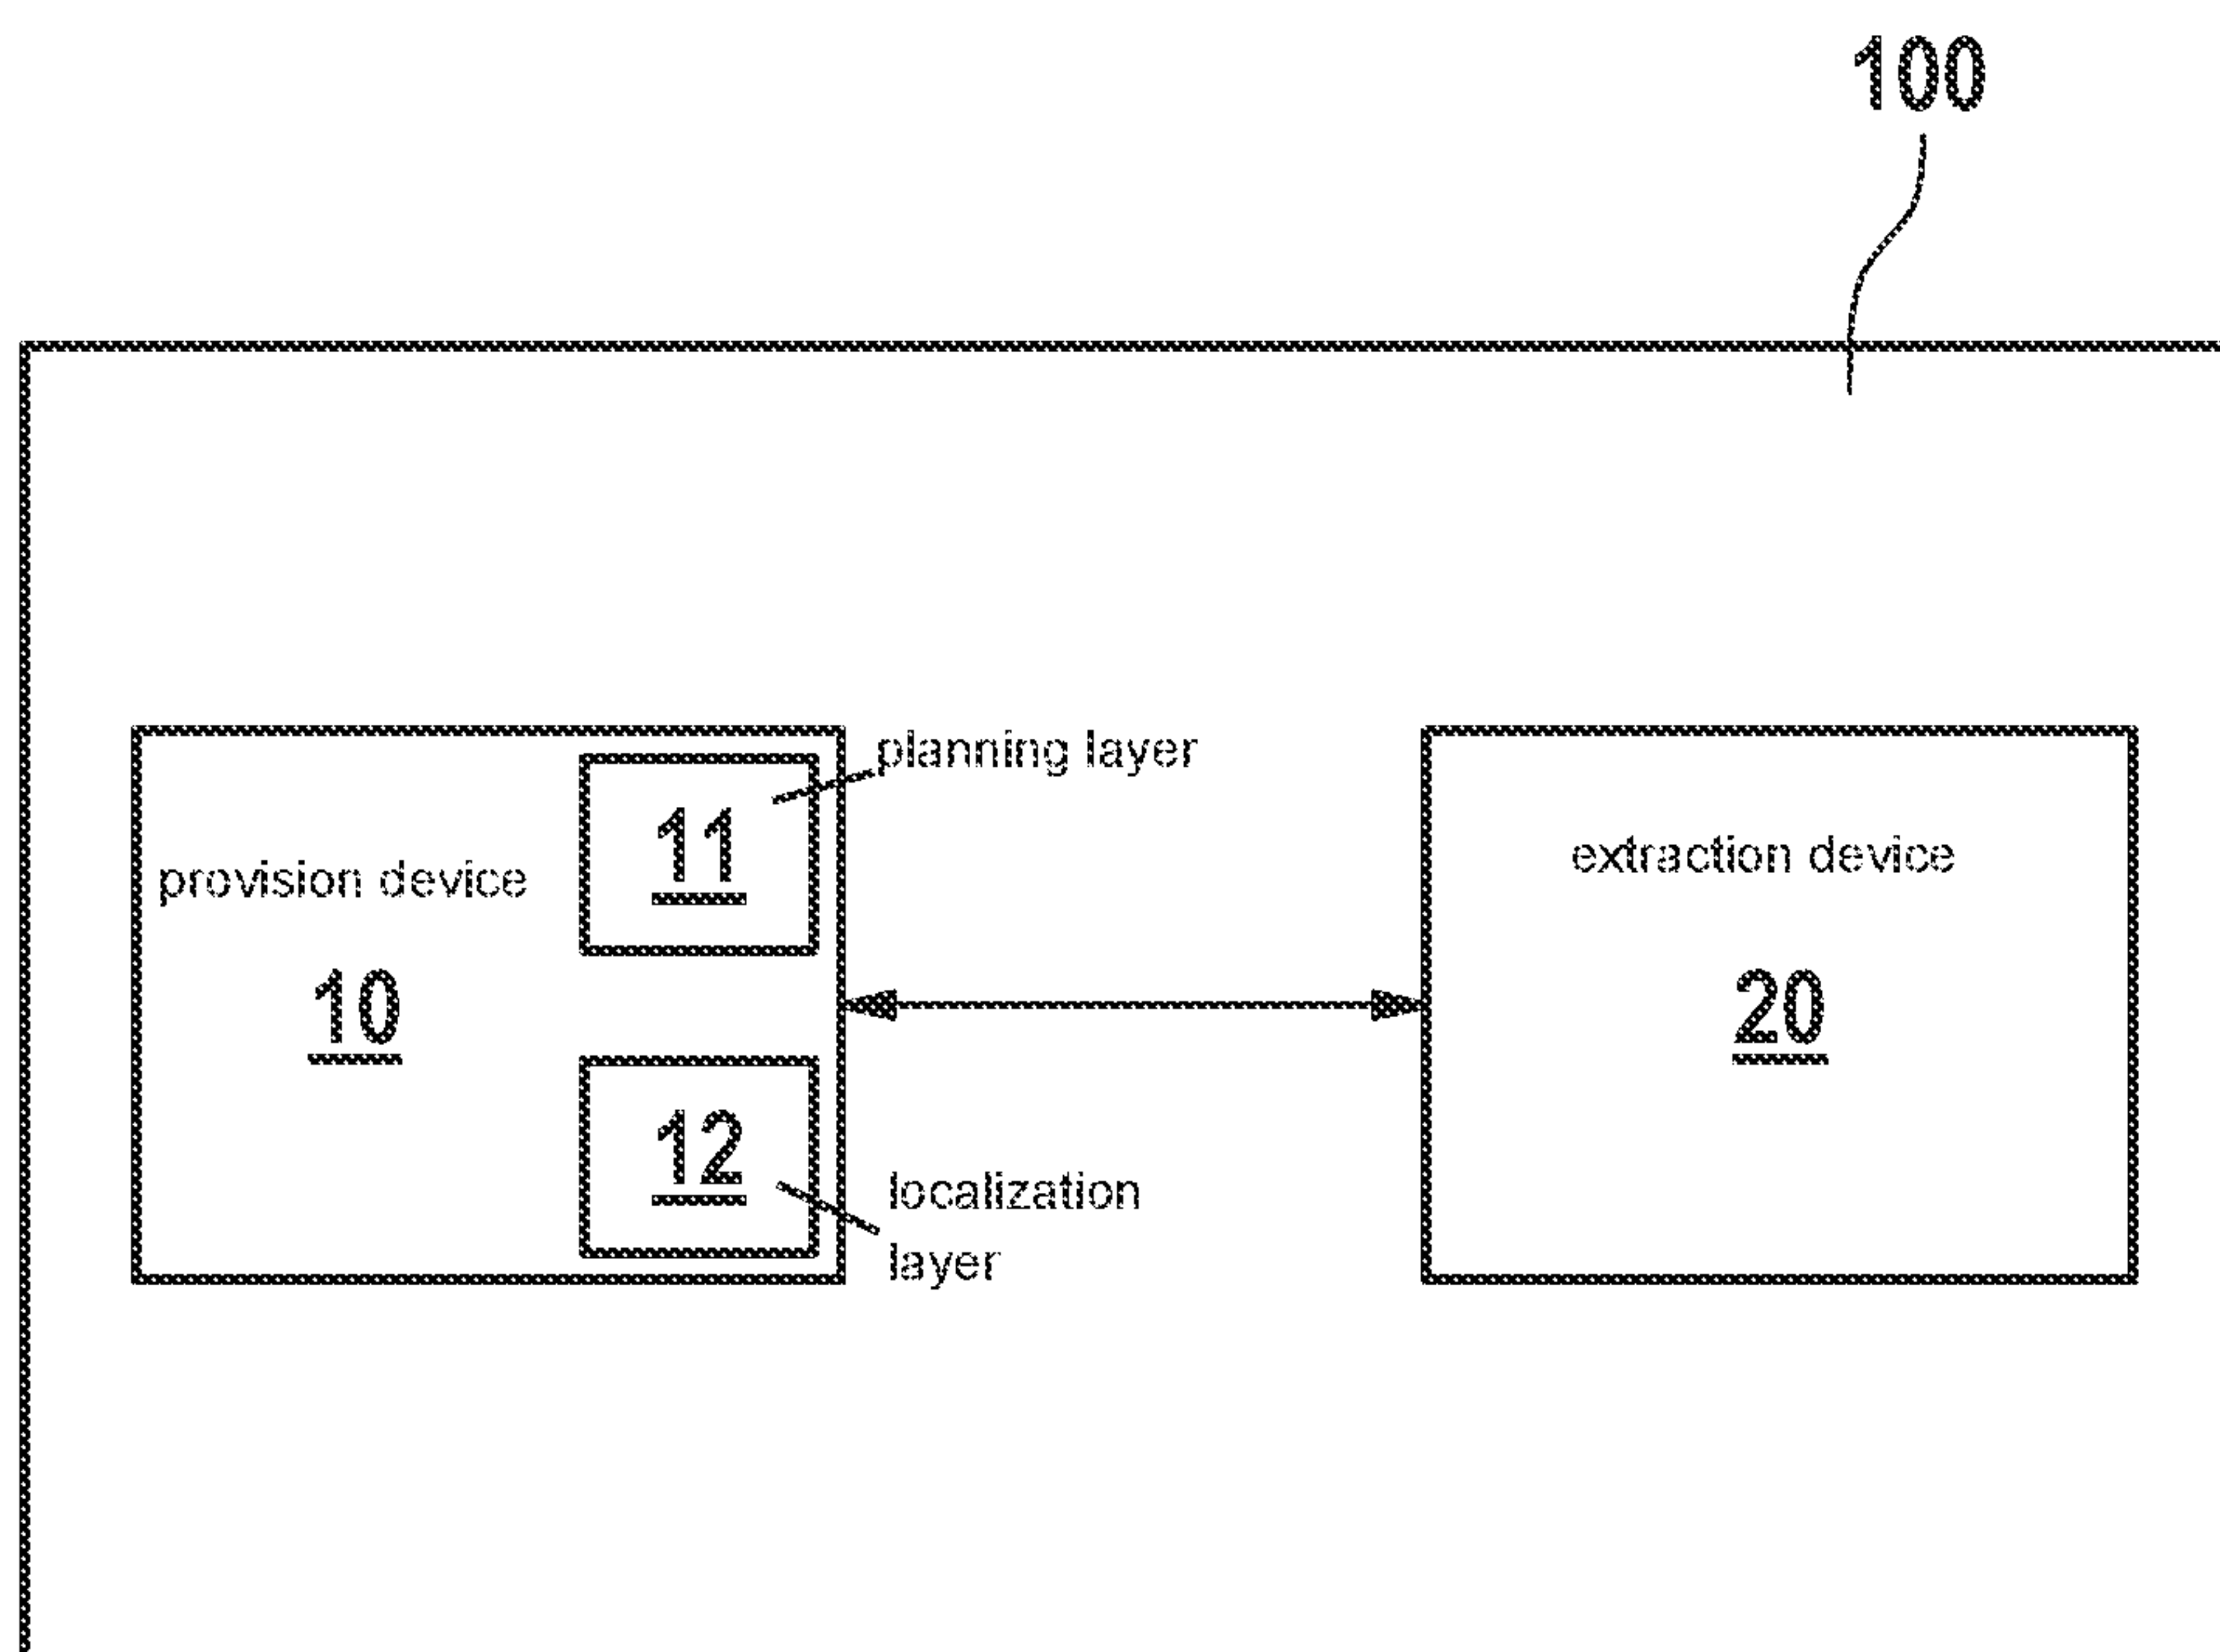 100
planning layer
11
provision device
extraction device
10
20
12
localization
layer